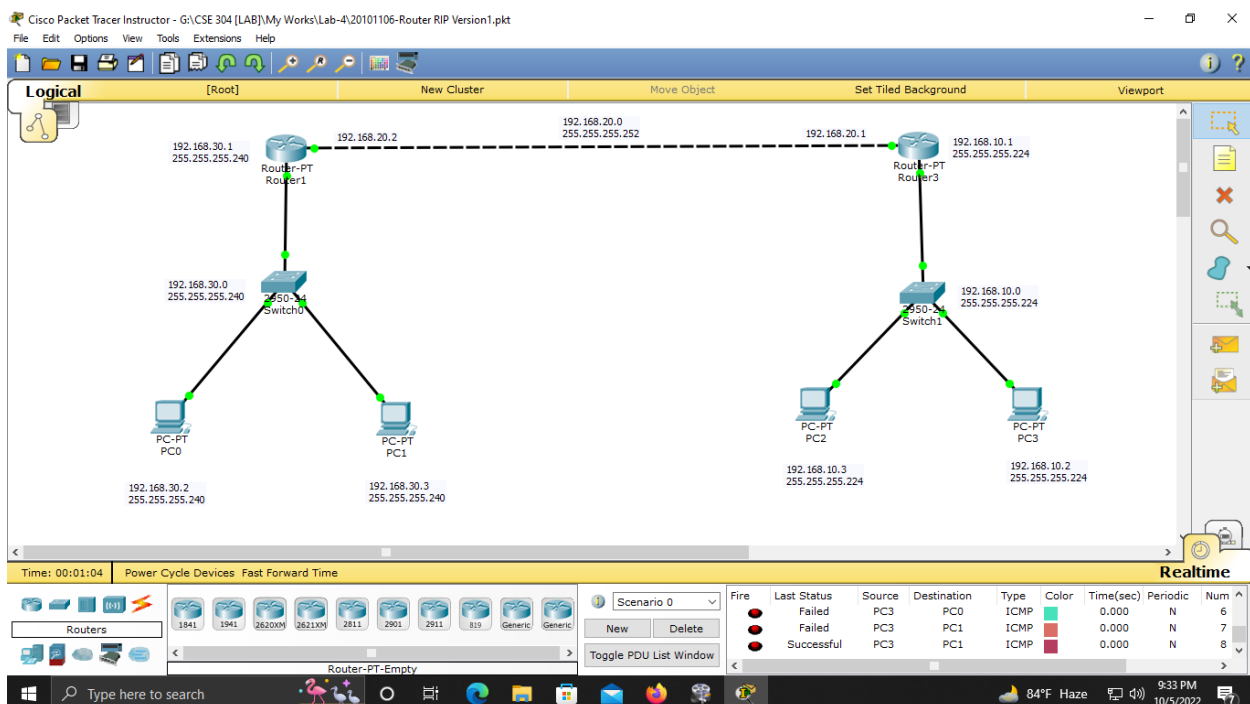 Cisco Packet Tracer Instructor - G:\CSE 304 [LAB]\My Works\Lab-4\20101106-Router RIP Version1.pkt
File Edit Options View Tools Extensions Help
Logical [Root] New Cluster Move Object Set Tiled Background Viewport
192.168.20.0
255.255.255.252
192.168.20.2
192.168.20.1
192.168.30.1
255.255.255.240
Router-PT
Router1
192.168.10.1
255.255.255.224
Router-PT
Router3
192.168.30.0
255.255.255.240
2950-24
Switch0
192.168.10.0
255.255.255.224
2950-24
Switch1
PC-PT
PC0
PC-PT
PC1
PC-PT
PC2
PC-PT
PC3
192.168.30.2
255.255.255.240
192.168.30.3
255.255.255.240
192.168.10.3
255.255.255.224
192.168.10.2
255.255.255.224
Time: 00:01:04 Power Cycle Devices Fast Forward Time Realtime
Routers
1841 1941 2620XM 2621XM 2811 2901 2911 819 Generic Generic
Router-PT-Empty
Scenario 0
New Delete
Toggle PDU List Window
Fire Last Status Source Destination Type Color Time(sec) Periodic Num
Failed PC3 PC0 ICMP 0.000 N 6
Failed PC3 PC1 ICMP 0.000 N 7
Successful PC3 PC1 ICMP 0.000 N 8
Type here to search
84°F Haze
9:33 PM
10/5/2022